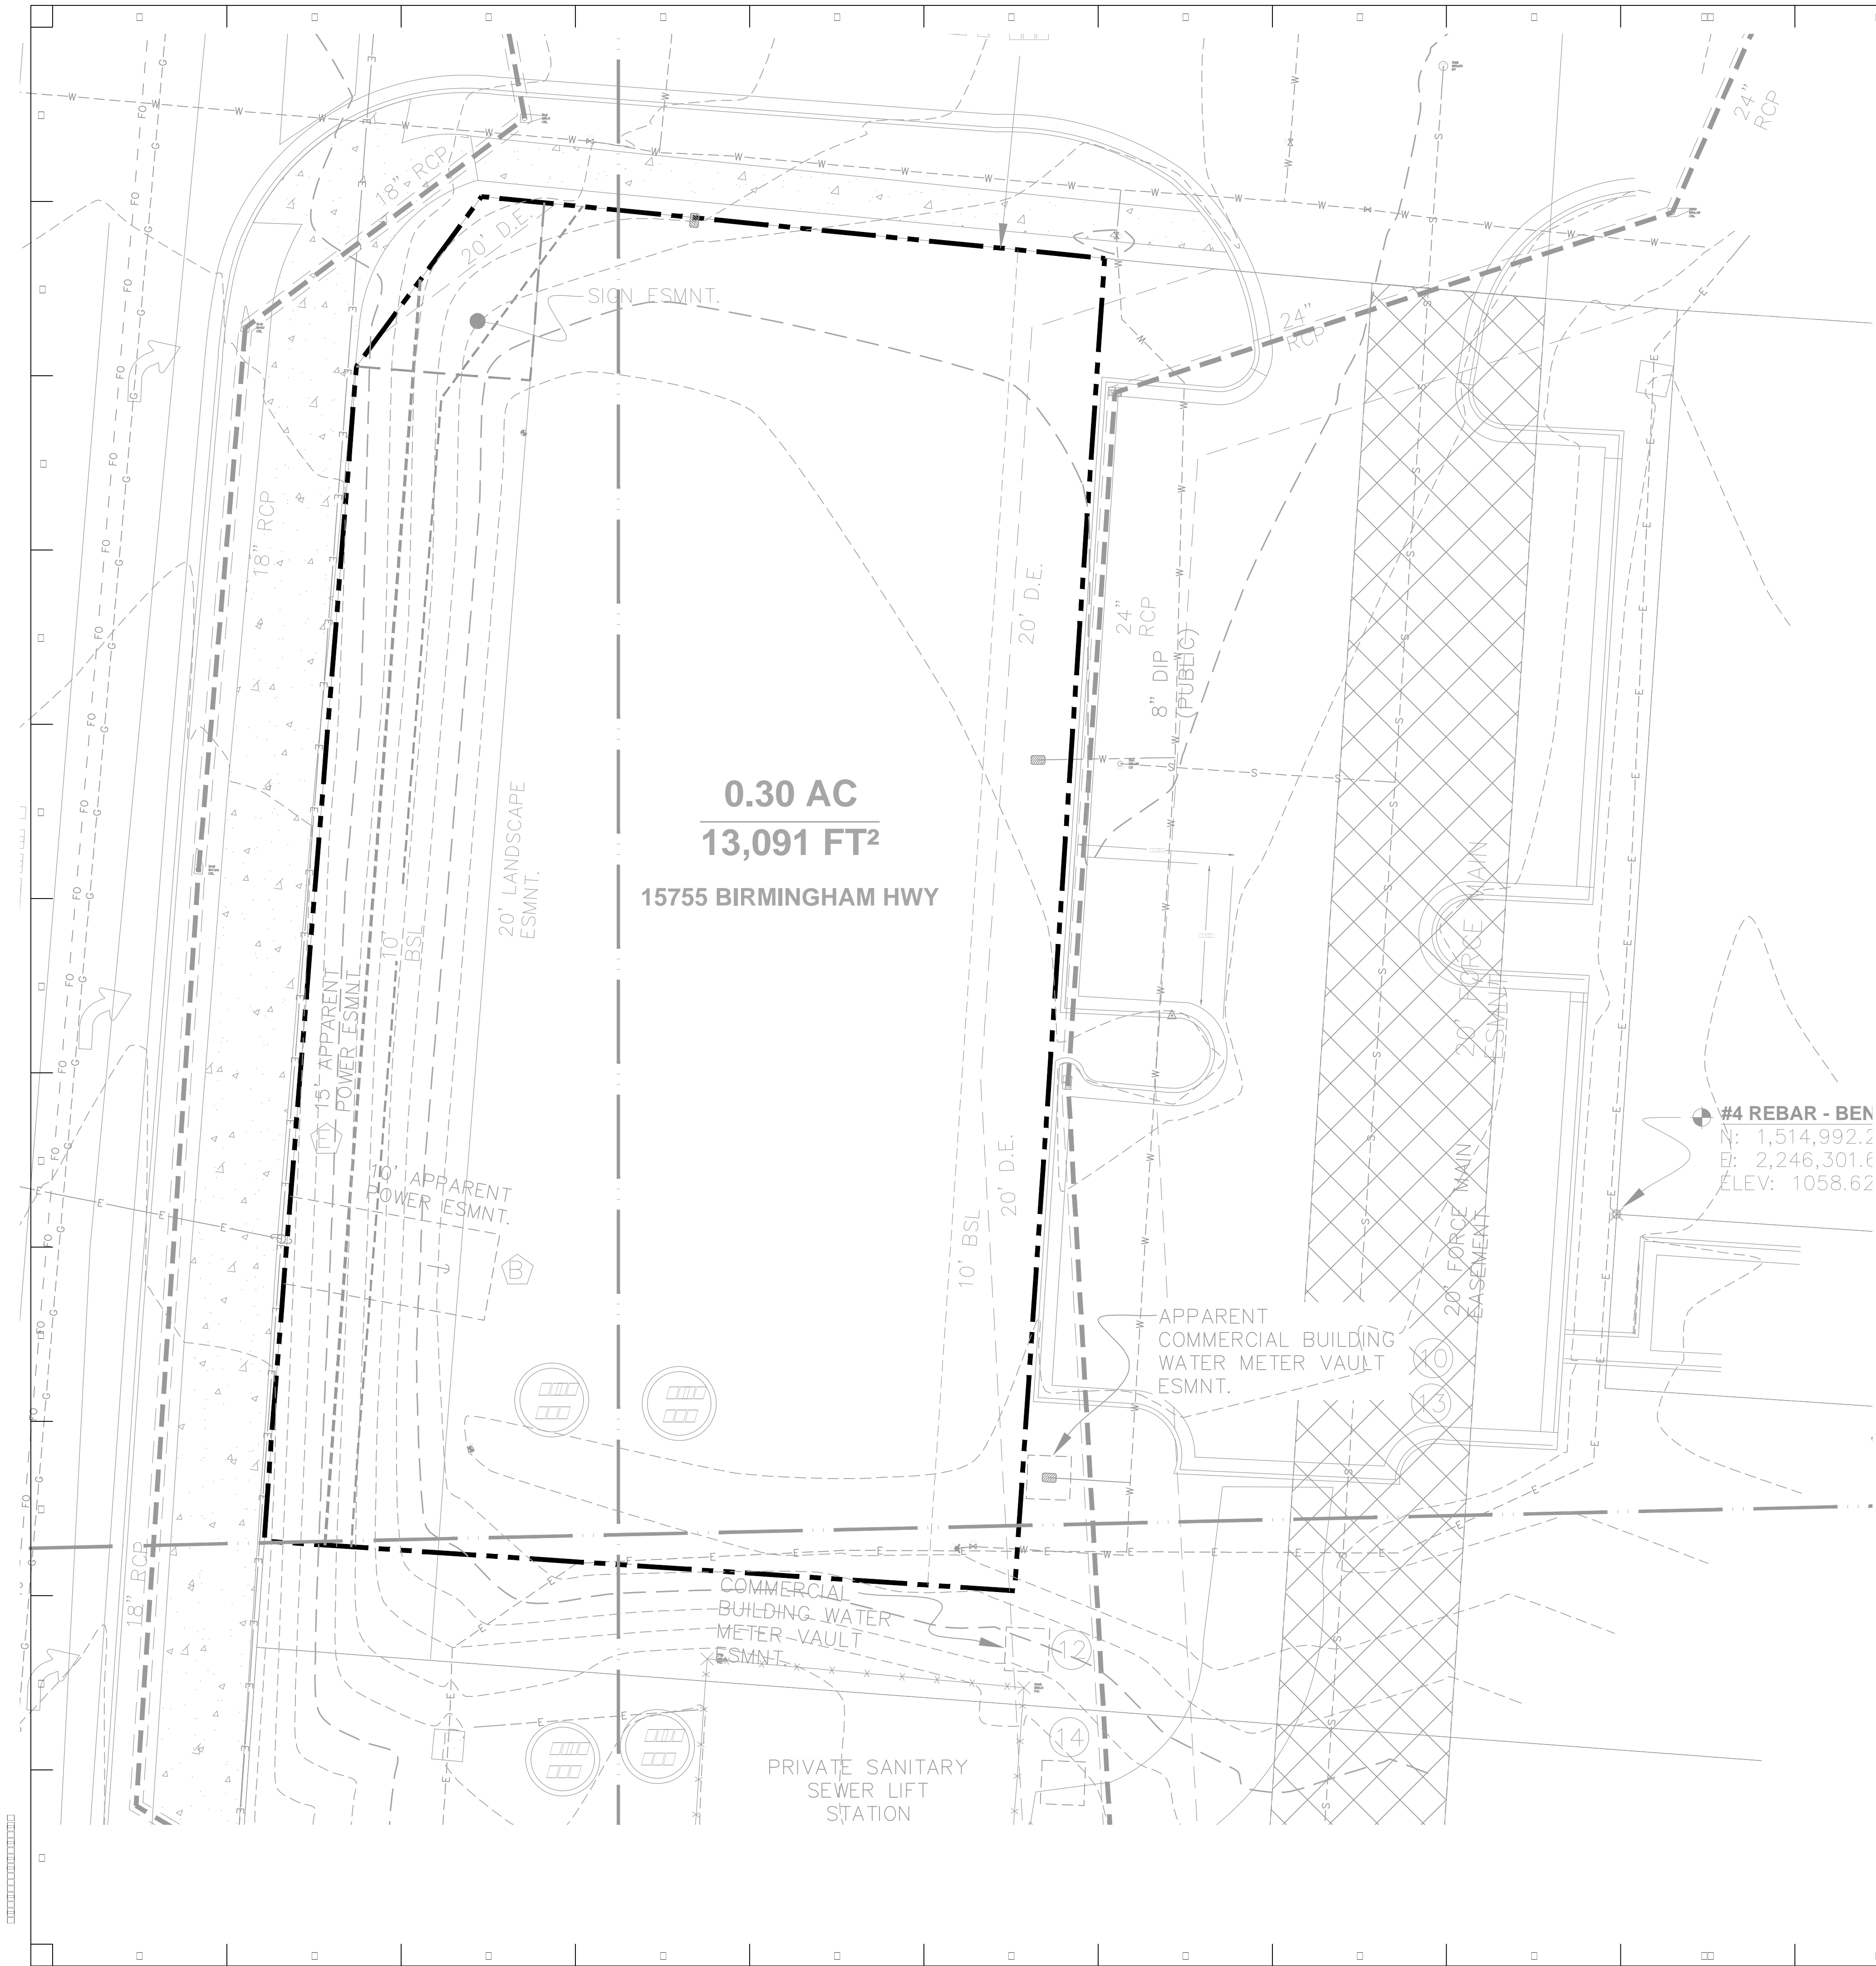 24"
RCP
18" RCP
20' D.E.
SIGN ESMNT.
24"
RCP
18" RCP
20' D.E.
24"
RCP
8" DIP
(PUBLIC)
0.30 AC
13,091 FT²
15755 BIRMINGHAM HWY
20' LANDSCAPE
ESMNT.
10'
BSL
15' APPARENT
POWER ESMNT
E
20' FORCE MAIN
ESMNT
#4 REBAR - BEN
N: 1,514,992.2
E: 2,246,301.6
ELEV: 1058.62
10' APPARENT
POWER ESMNT.
B
20' D.E.
10' BSL
20' FORCE MAIN
EASEMENT
APPARENT
COMMERCIAL BUILDING
WATER METER VAULT
ESMNT.
10
13
18" RCP
COMMERCIAL
BUILDING WATER
METER VAULT
ESMNT.
12
14
PRIVATE SANITARY
SEWER LIFT
STATION